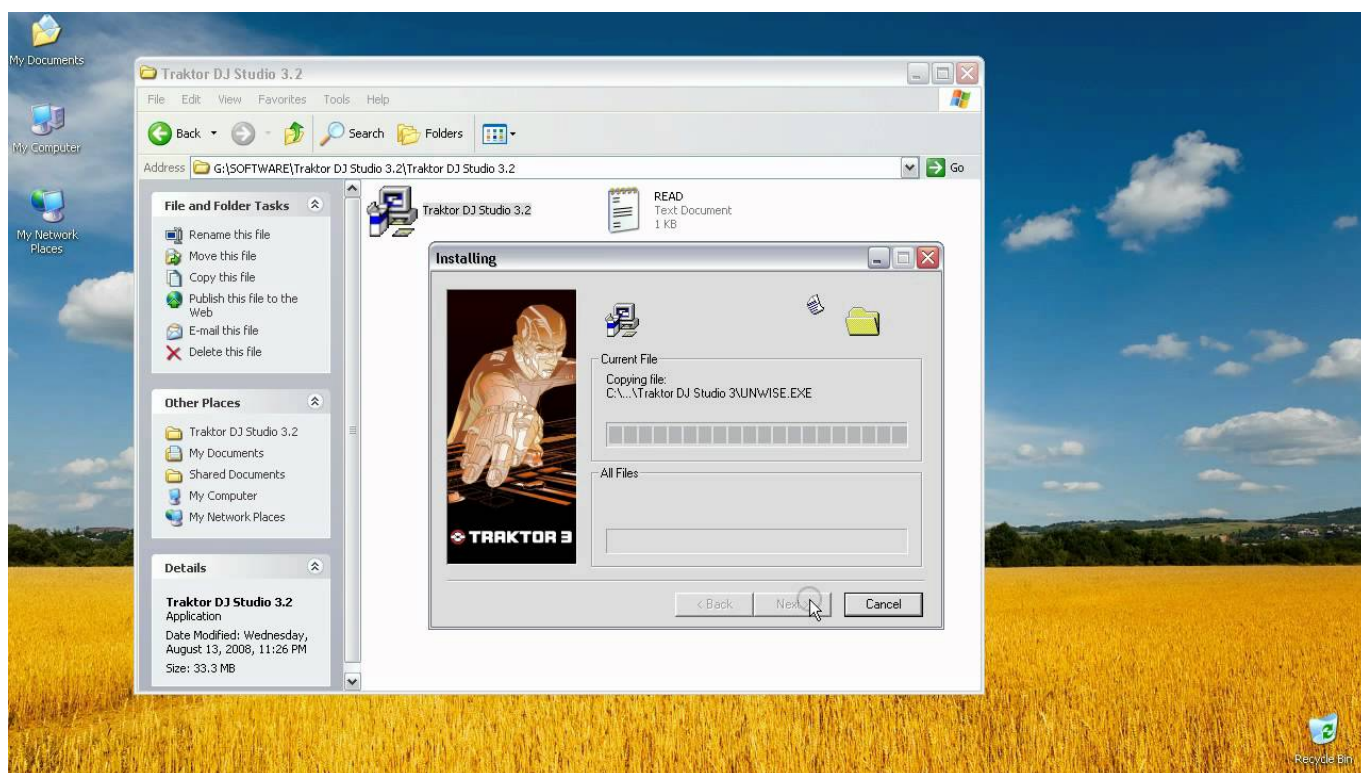 My Documents
My Computer
My Network
Places
Traktor DJ Studio 3.2
File Edit View Favorites Tools Help
Back Search Folders
Address G:\SOFTWARE\Traktor DJ Studio 3.2\Traktor DJ Studio 3.2 Go
File and Folder Tasks
Rename this file
Move this file
Copy this file
Publish this file to the
Web
E-mail this file
Delete this file
Other Places
Traktor DJ Studio 3.2
My Documents
Shared Documents
My Computer
My Network Places
Details
Traktor DJ Studio 3.2
Application
Date Modified: Wednesday,
August 13, 2008, 11:26 PM
Size: 33.3 MB
Traktor DJ Studio 3.2
READ
Text Document
1 KB
Installing
TRAKTOR 3
Current File
Copying file:
C:\...\Traktor DJ Studio 3\UNWISE.EXE
All Files
< Back Next > Cancel
Recycle Bin